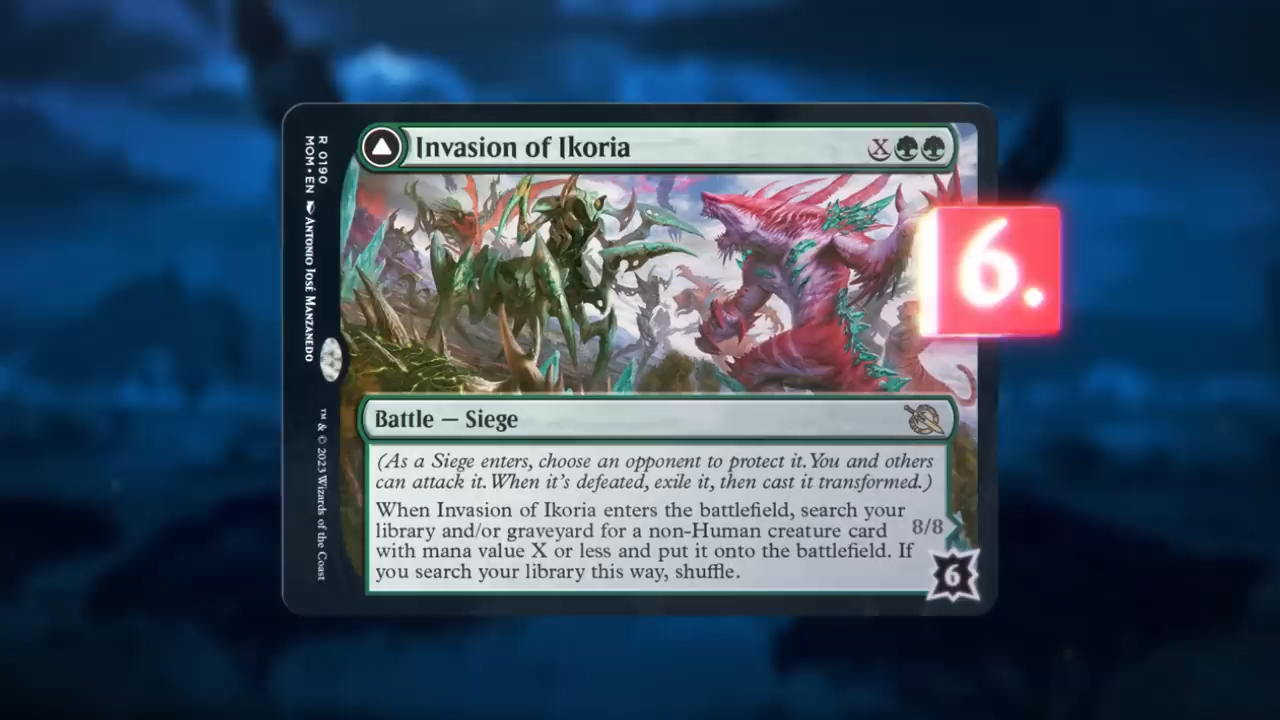 Invasion of Ikoria
X
6.
Battle — Siege
(As a Siege enters, choose an opponent to protect it. You and others
can attack it. When it's defeated, exile it, then cast it transformed.)
When Invasion of Ikoria enters the battlefield, search your
library and/or graveyard for a non-Human creature card
with mana value X or less and put it onto the battlefield. If
you search your library this way, shuffle.
8/8
6
R 0190
MOM • EN Antonio José Manzanedo
™ & © 2023 Wizards of the Coast